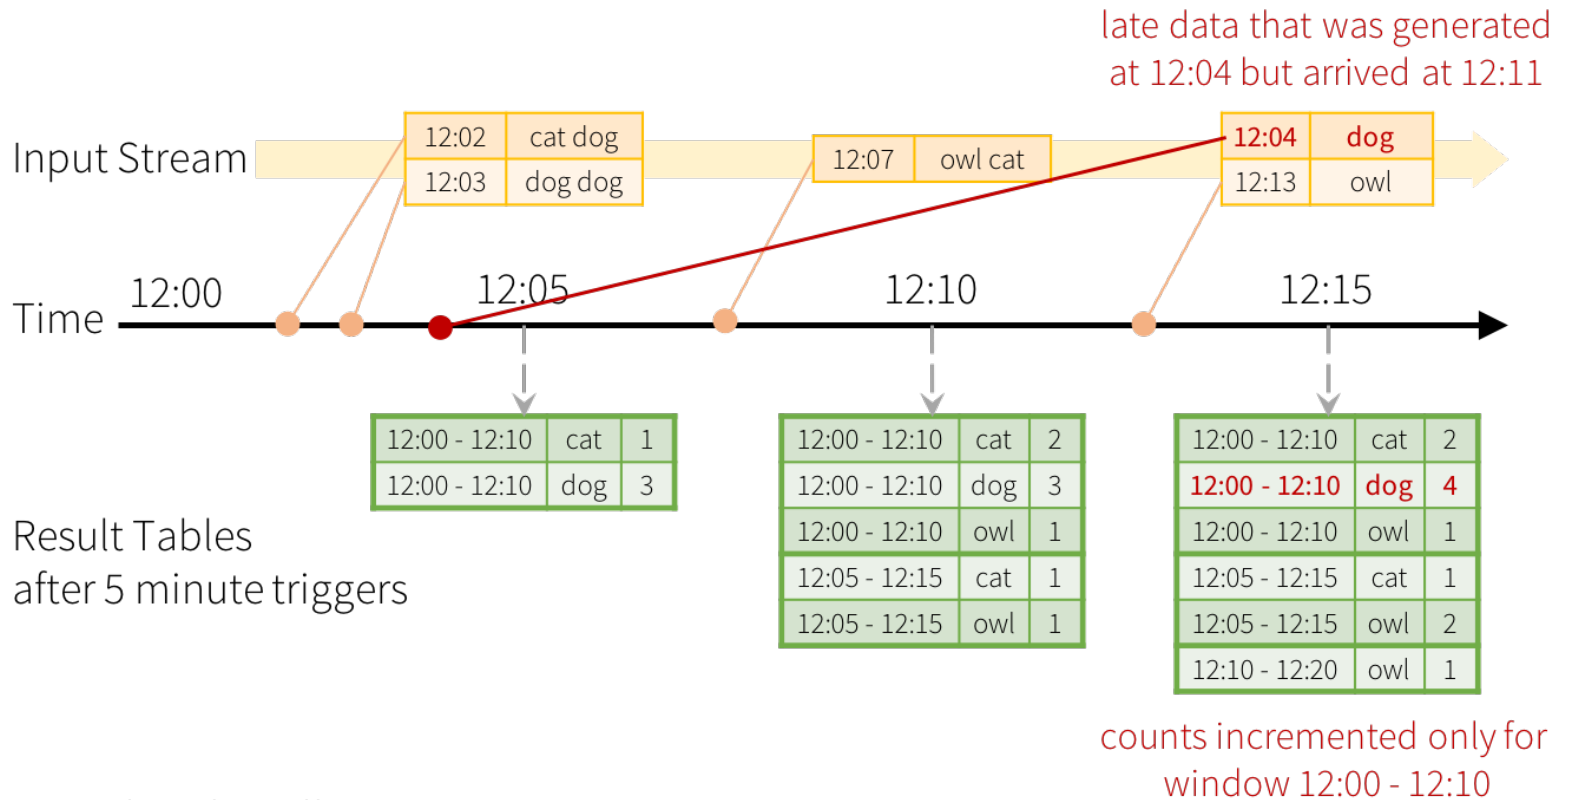 late data that was generated
at 12:04 but arrived at 12:11
Input Stream
12:02 cat dog
12:03 dog dog
12:07 owl cat
12:04 dog
12:13 owl
Time
12:00 12:05 12:10 12:15
12:00 - 12:10 cat 1
12:00 - 12:10 dog 3
12:00 - 12:10 cat 2
12:00 - 12:10 dog 3
12:00 - 12:10 owl 1
12:05 - 12:15 cat 1
12:05 - 12:15 owl 1
12:00 - 12:10 cat 2
12:00 - 12:10 dog 4
12:00 - 12:10 owl 1
12:05 - 12:15 cat 1
12:05 - 12:15 owl 2
12:10 - 12:20 owl 1
Result Tables
after 5 minute triggers
counts incremented only for
window 12:00 - 12:10